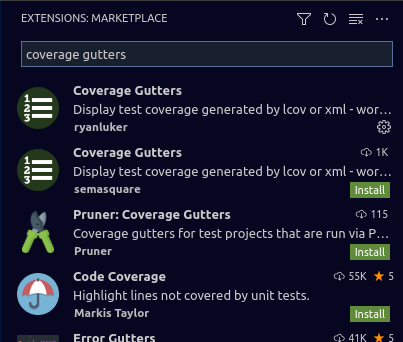 EXTENSIONS: MARKETPLACE
coverage gutters
Coverage Gutters
Display test coverage generated by lcov or xml - wor...
ryanluker
Coverage Gutters 1K
Display test coverage generated by lcov or xml - wor...
semasquare Install
Pruner: Coverage Gutters 115
Coverage gutters for test projects that are run via P...
Pruner Install
Code Coverage 55K 5
Highlight lines not covered by unit tests.
Markis Taylor Install
Error Gutters 41K 5